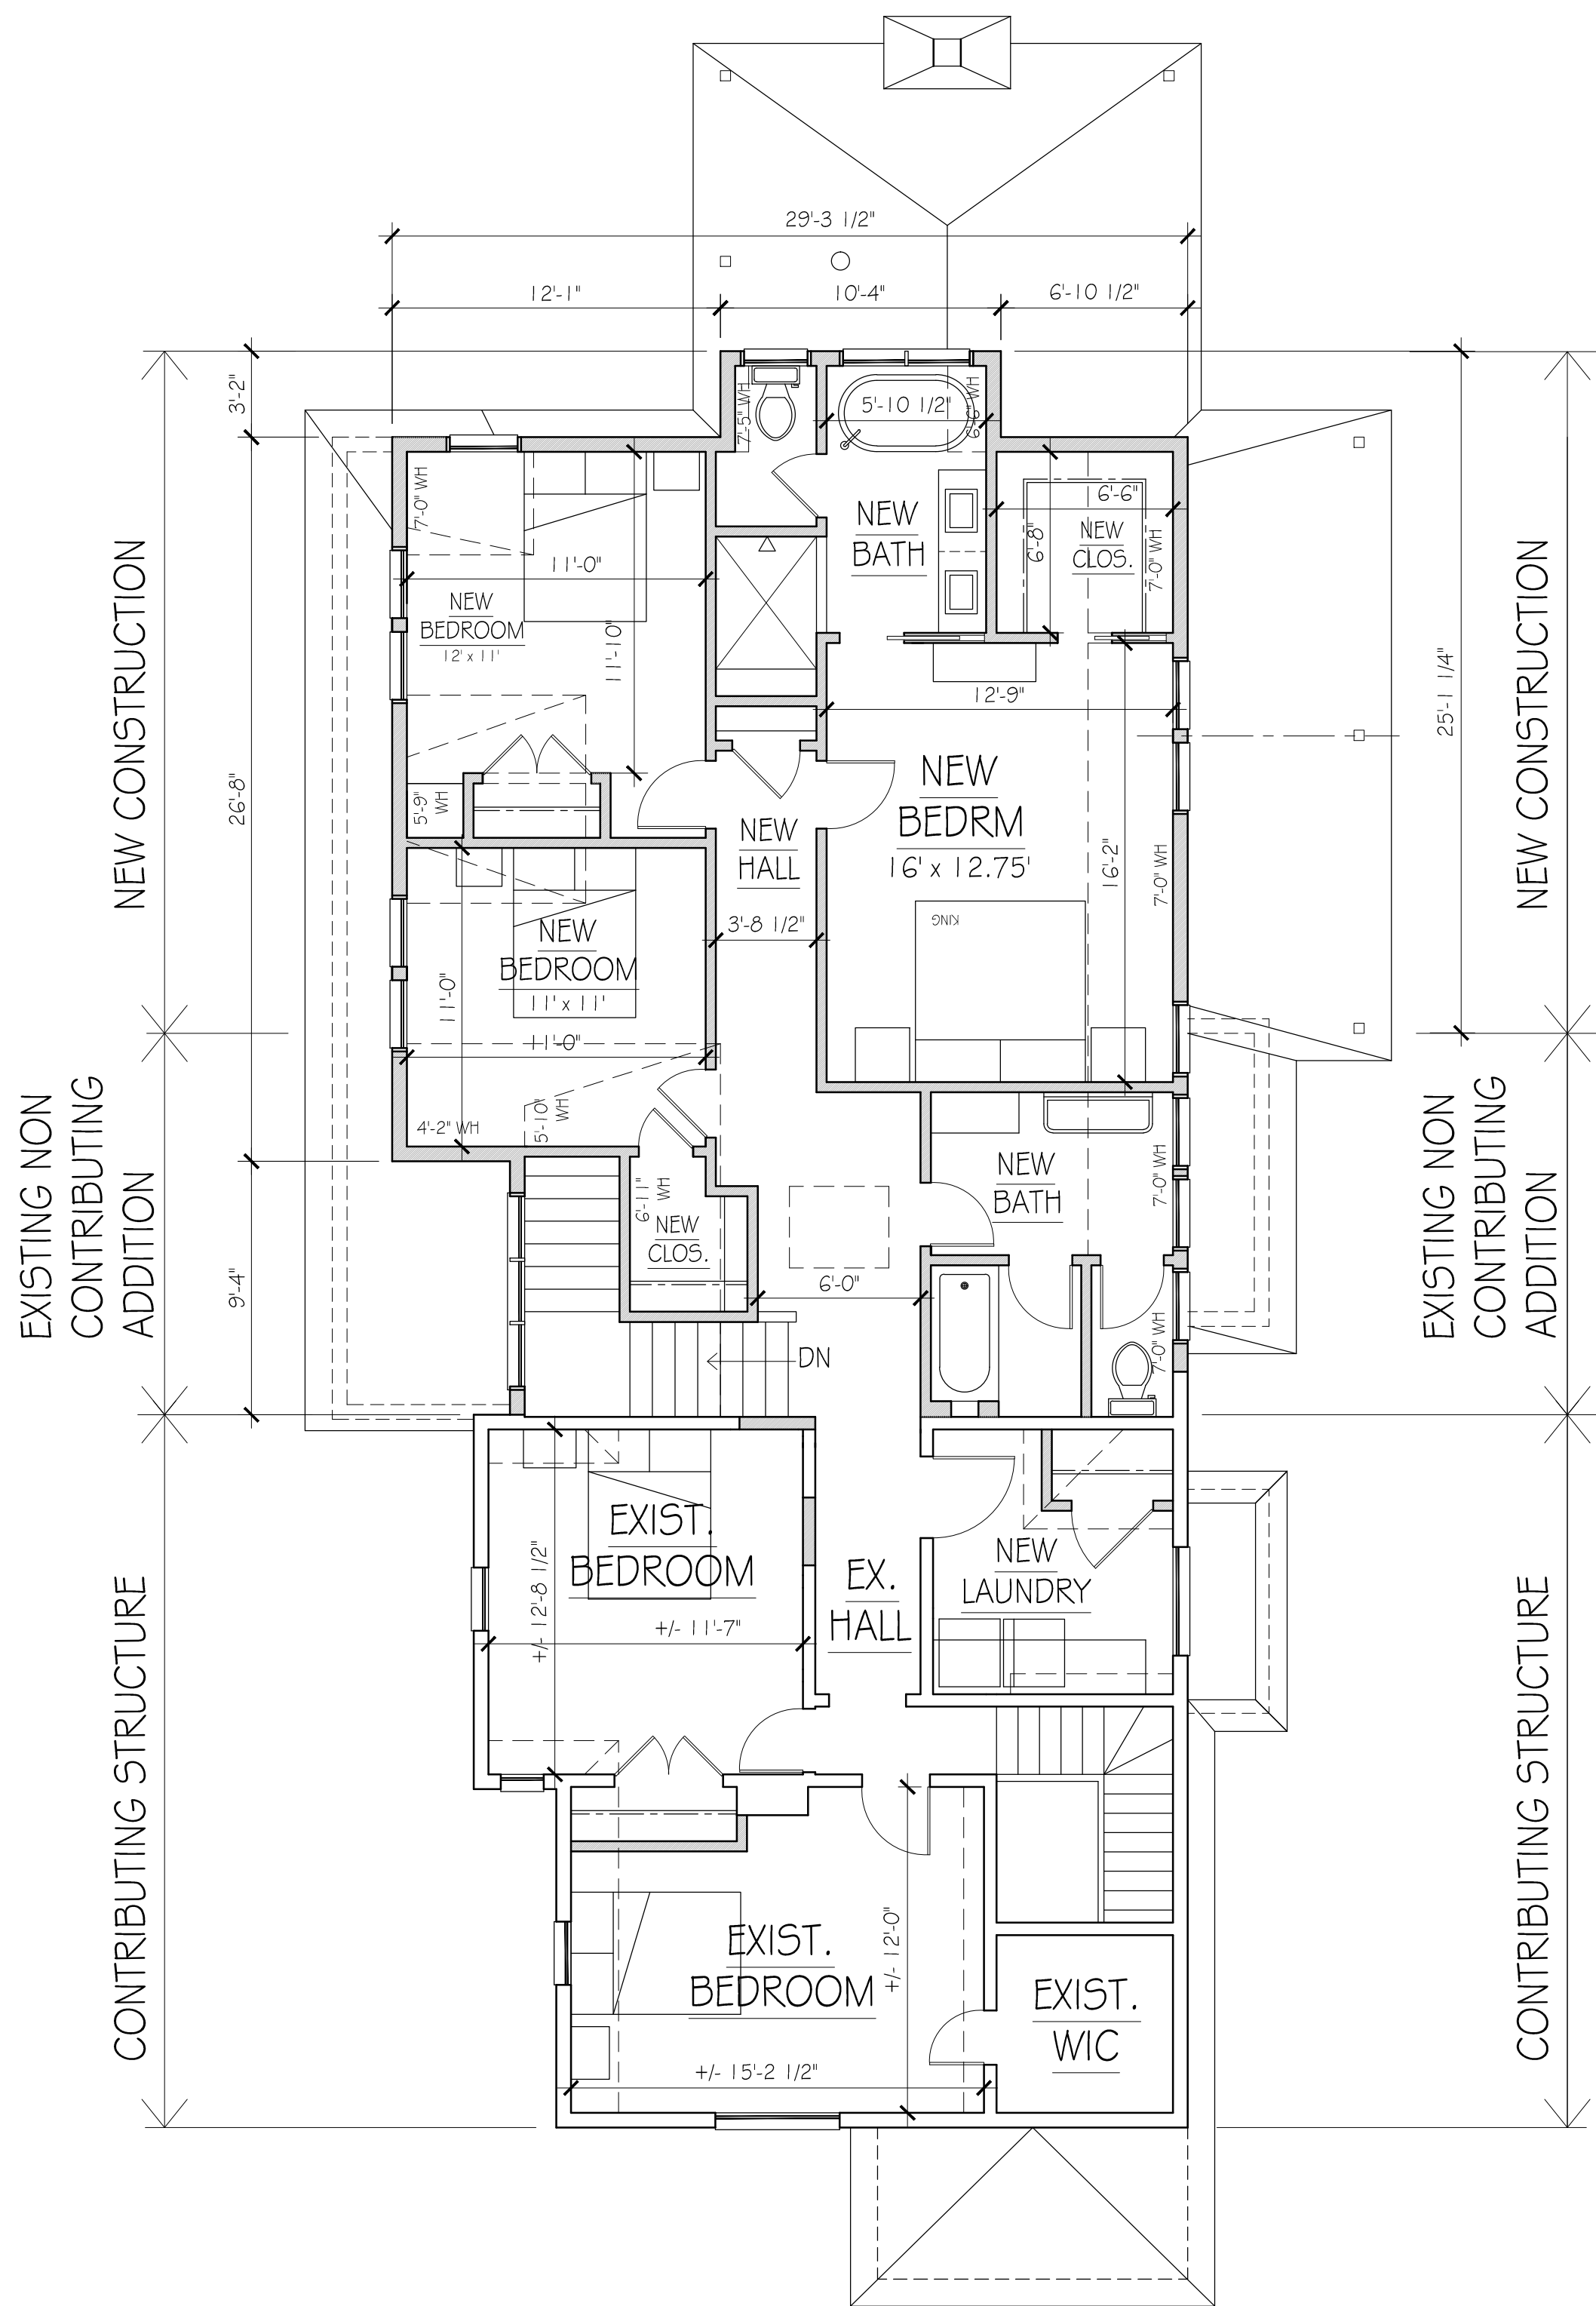 29'-3 1/2"
12'-1"
10'-4"
6'-10 1/2"
3'-2"
7'-5" WH
5'-10 1/2"
6'-6" WH
7'-0" WH
6'-6"
6'-8"
NEW
BATH
NEW
CLOS.
7'-0" WH
11'-0"
NEW
BEDROOM
12' x 11'
11'-10"
NEW CONSTRUCTION
NEW CONSTRUCTION
25'-1 1/4"
12'-9"
26'-8"
5'-9"
WH
NEW
BEDRM
16' x 12.75'
NEW
HALL
16'-2"
7'-0" WH
3'-8 1/2"
KING
NEW
BEDROOM
11' x 11'
11'-0"
11'-0"
4'-2" WH
5'-10"
WH
EXISTING NON
CONTRIBUTING
ADDITION
EXISTING NON
CONTRIBUTING
ADDITION
6'-11"
WH
NEW
CLOS.
NEW
BATH
7'-0" WH
9'-4"
6'-0"
7'-0" WH
DN
EXIST.
BEDROOM
+/- 12'-8 1/2"
+/- 11'-7"
EX.
HALL
NEW
LAUNDRY
CONTRIBUTING STRUCTURE
CONTRIBUTING STRUCTURE
EXIST.
BEDROOM
+/- 12'-0"
+/- 15'-2 1/2"
EXIST.
WIC